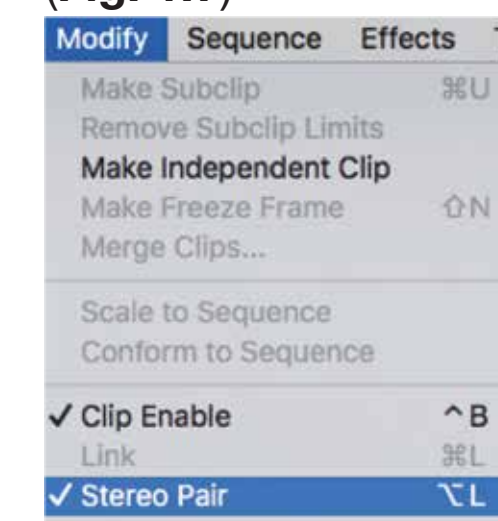 Modify Sequence Effects
Make Subclip ⌘U
Remove Subclip Limits
Make Independent Clip
Make Freeze Frame ⇧N
Merge Clips...
Scale to Sequence
Conform to Sequence
✓ Clip Enable ^B
Link ⌘L
✓ Stereo Pair ⌥L